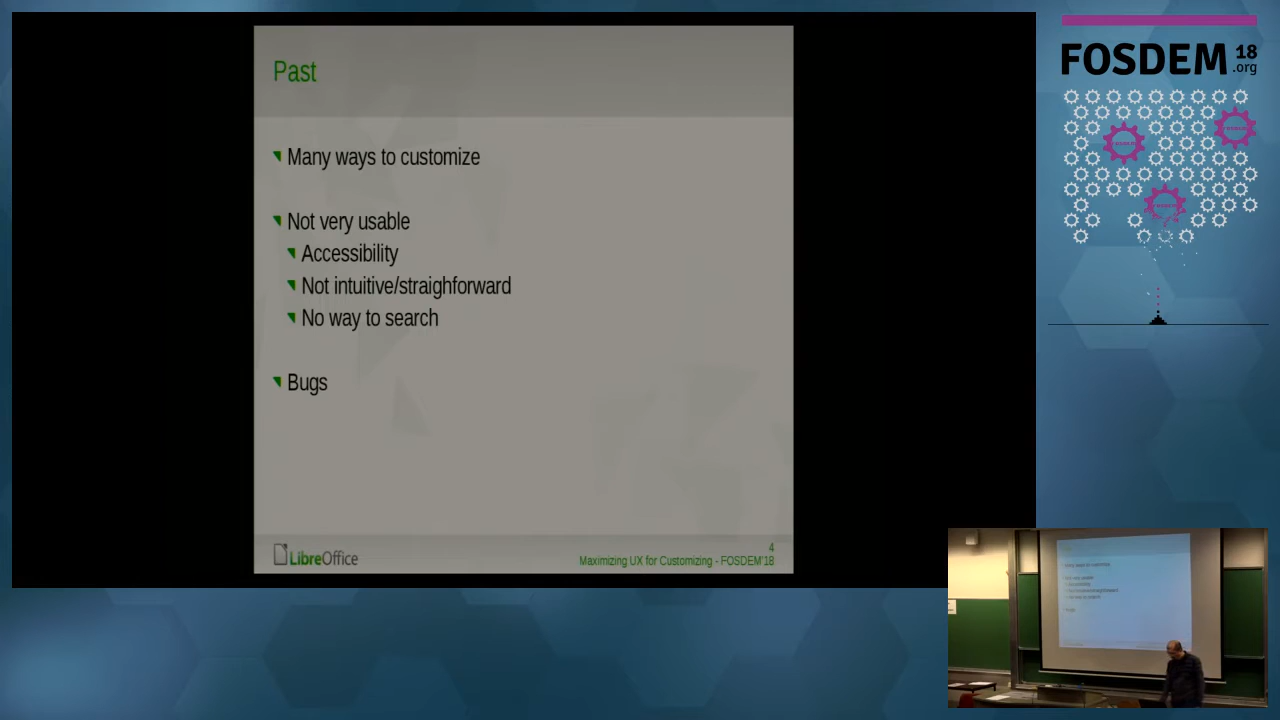 Past
Many ways to customize
Not very usable
Accessibility
Not intuitive/straighforward
No way to search
Bugs
LibreOffice
4
Maximizing UX for Customizing - FOSDEM'18
FOSDEM 18
.org